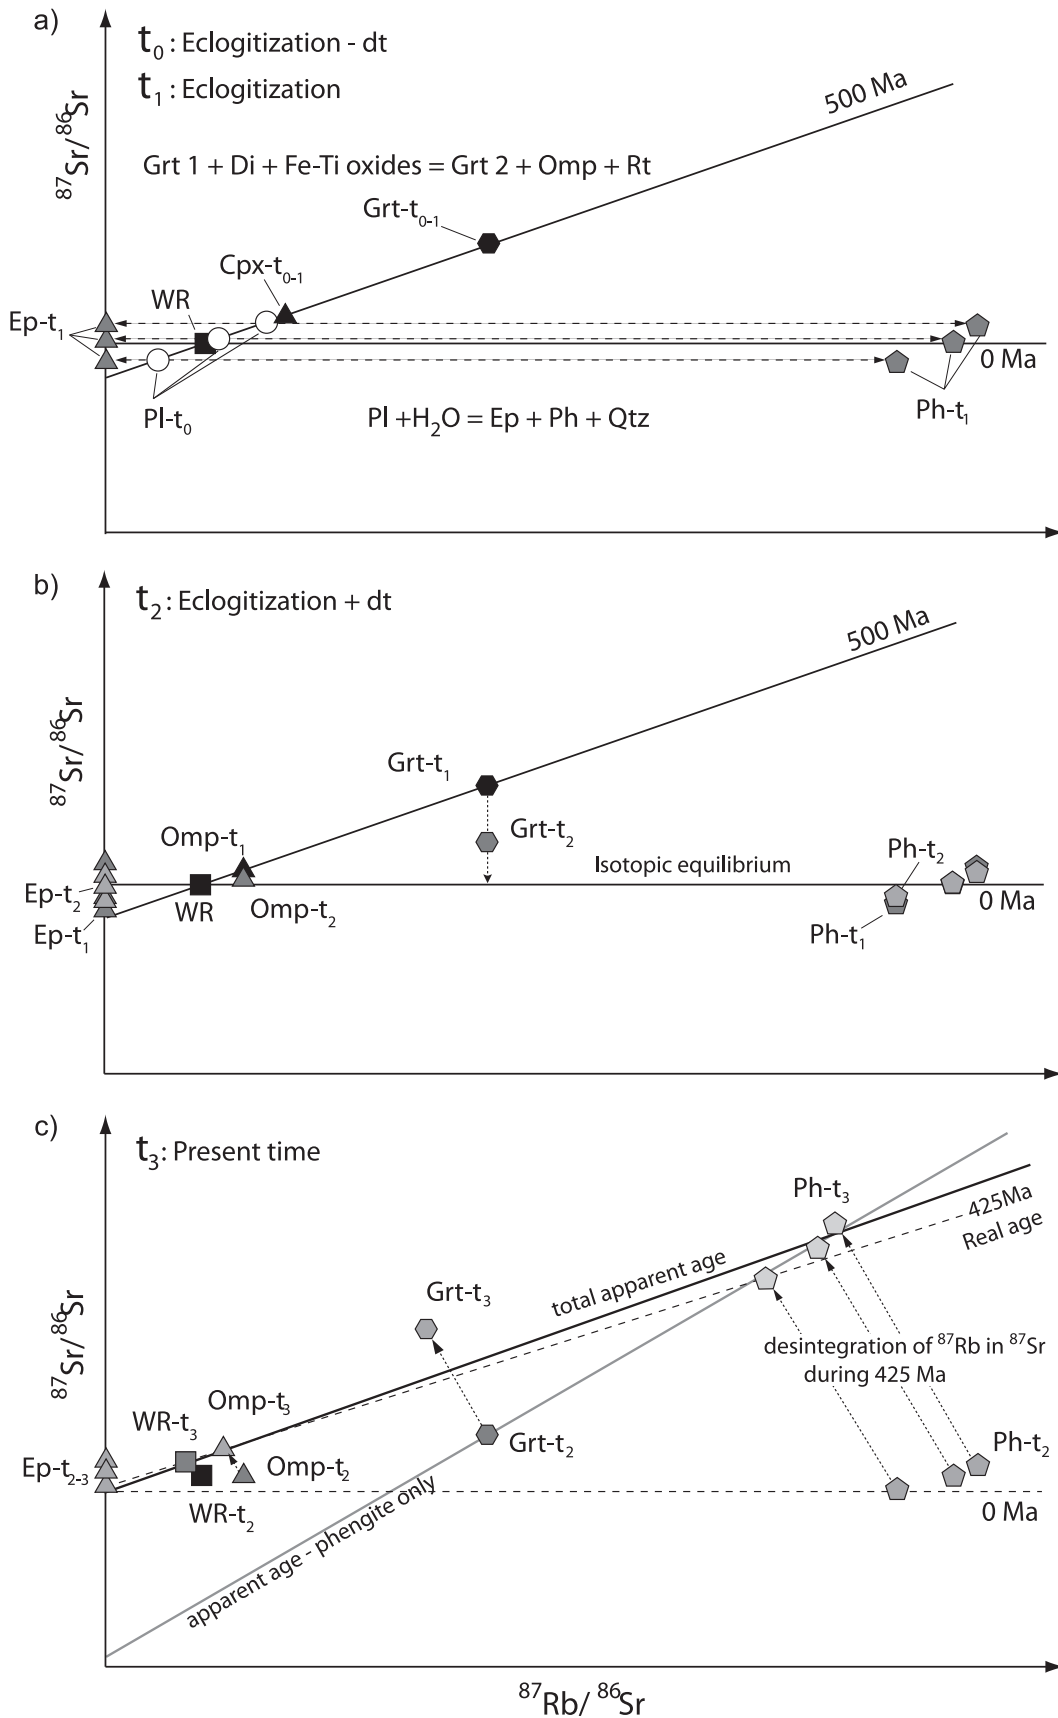 a)
t0: Eclogitization - dt
t1: Eclogitization
87Sr/86Sr
500 Ma
Grt 1 + Di + Fe-Ti oxides = Grt 2 + Omp + Rt
Grt-t0-1
Cpx-t0-1
WR
Ep-t1
0 Ma
Pl-t0
Pl +H2O = Ep + Ph + Qtz
Ph-t1
b)
t2: Eclogitization + dt
87Sr/86Sr
500 Ma
Grt-t1
Grt-t2
Omp-t1
Isotopic equilibrium
Ph-t2
Ep-t2
WR
Omp-t2
0 Ma
Ep-t1
Ph-t1
c)
t3: Present time
87Sr/86Sr
Ph-t3
425Ma
Real age
total apparent age
Grt-t3
desintegration of 87Rb in 87Sr
during 425 Ma
Omp-t3
WR-t3
Grt-t2
Ph-t2
Ep-t2-3
Omp-t2
WR-t2
0 Ma
apparent age - phengite only
87Rb/ 86Sr